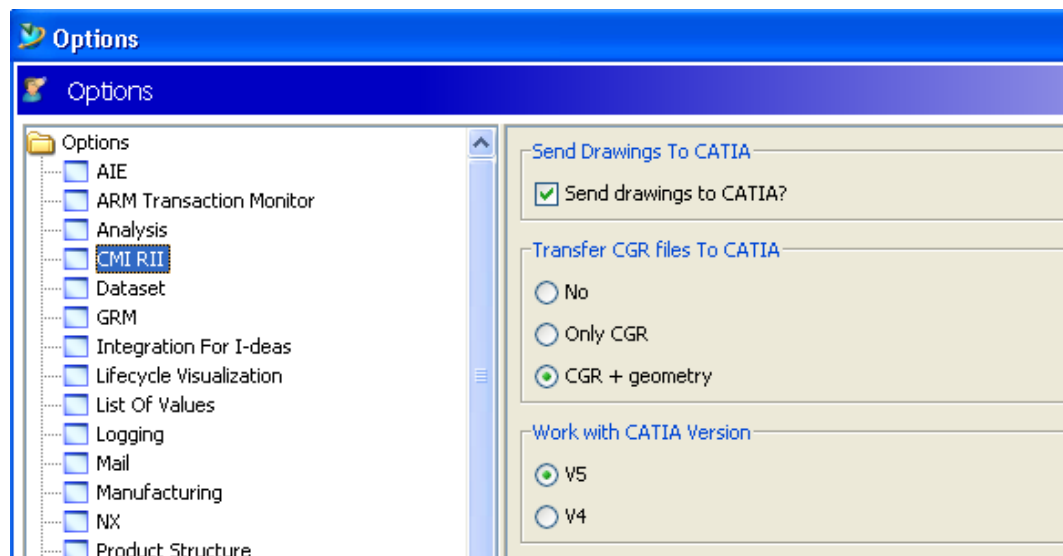 Options
Options
Options
AIE
ARM Transaction Monitor
Analysis
CMI RII
Dataset
GRM
Integration For I-deas
Lifecycle Visualization
List Of Values
Logging
Mail
Manufacturing
NX
Product Structure
Send Drawings To CATIA
Send drawings to CATIA?
Transfer CGR files To CATIA
No
Only CGR
CGR + geometry
Work with CATIA Version
V5
V4